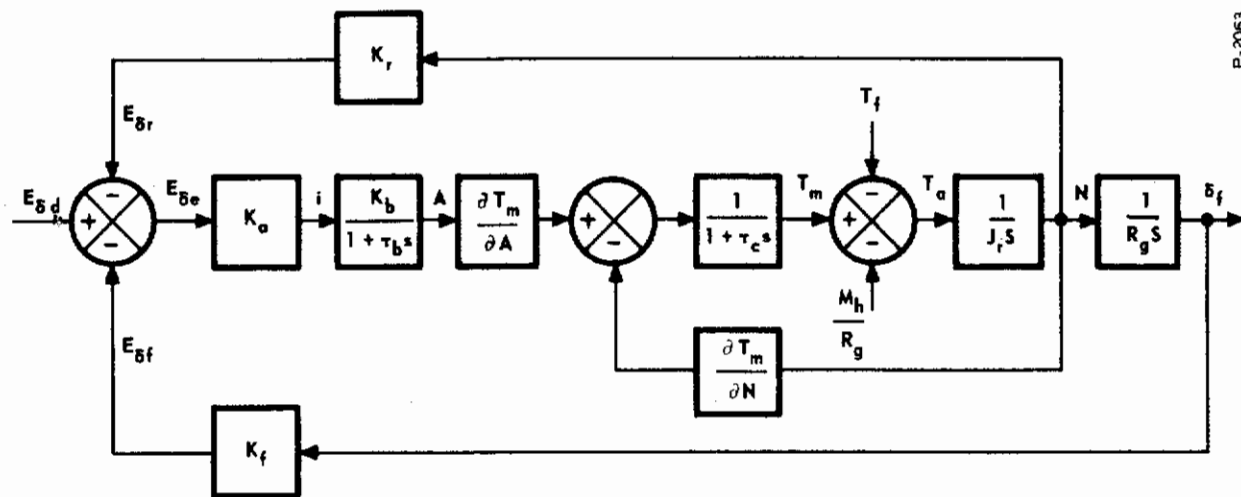 P-2063
K_r
E_δr
T_f
E_δd
E_δe
K_a
i
K_b
1 + τ_b s
A
∂T_m
∂A
1
1 + τ_c s
T_m
T_a
1
J_r S
N
1
R_g S
δ_f
+
−
−
+
−
−
−
M_h
R_g
∂T_m
∂N
E_δf
K_f